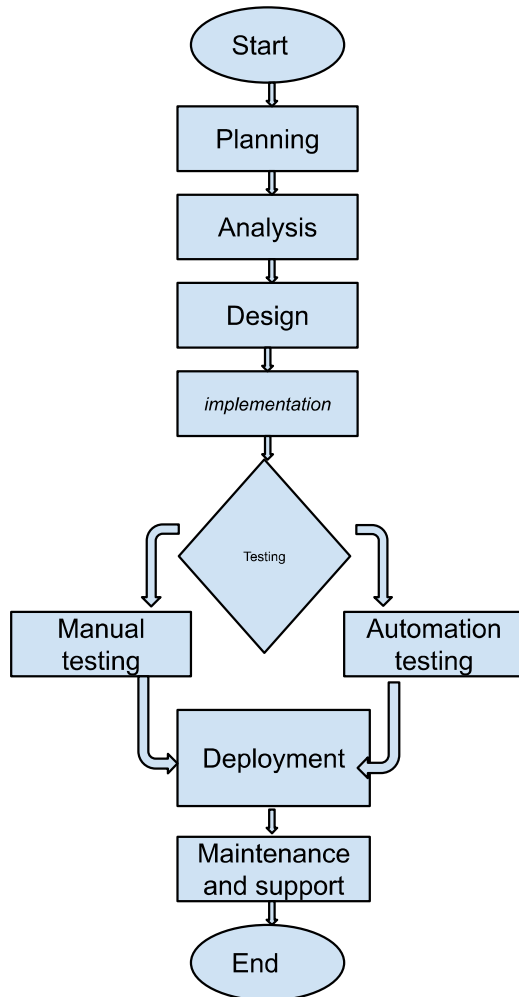 Start
Planning
Analysis
Design
implementation
Testing
Manual
testing
Automation
testing
Deployment
Maintenance
and support
End